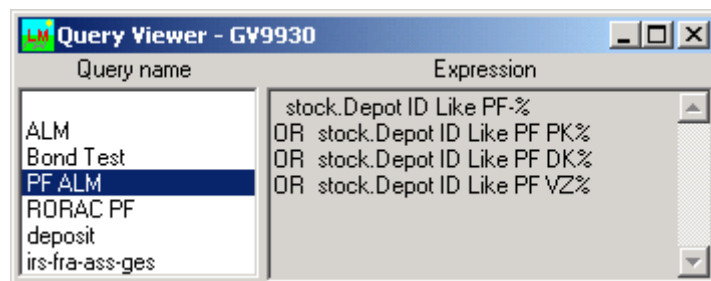 LM Query Viewer - GV9930
Query name
Expression
ALM
Bond Test
PF ALM
RORAC PF
deposit
irs-fra-ass-ges
stock.Depot ID Like PF-%
OR stock.Depot ID Like PF PK%
OR stock.Depot ID Like PF DK%
OR stock.Depot ID Like PF VZ%